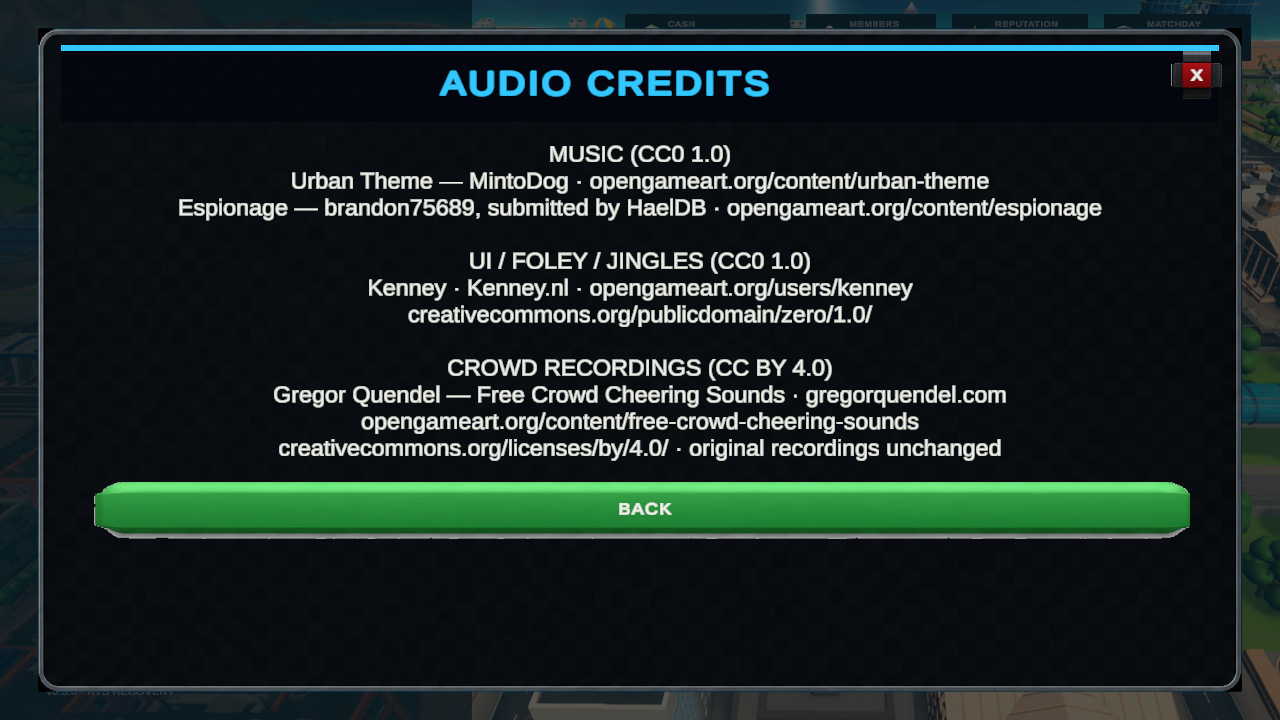 CASH MEMBERS REPUTATION MATCHDAY
AUDIO CREDITS
X
MUSIC (CC0 1.0)
Urban Theme — MintoDog · opengameart.org/content/urban-theme
Espionage — brandon75689, submitted by HaelDB · opengameart.org/content/espionage
UI / FOLEY / JINGLES (CC0 1.0)
Kenney · Kenney.nl · opengameart.org/users/kenney
creativecommons.org/publicdomain/zero/1.0/
CROWD RECORDINGS (CC BY 4.0)
Gregor Quendel — Free Crowd Cheering Sounds · gregorquendel.com
opengameart.org/content/free-crowd-cheering-sounds
creativecommons.org/licenses/by/4.0/ · original recordings unchanged
BACK